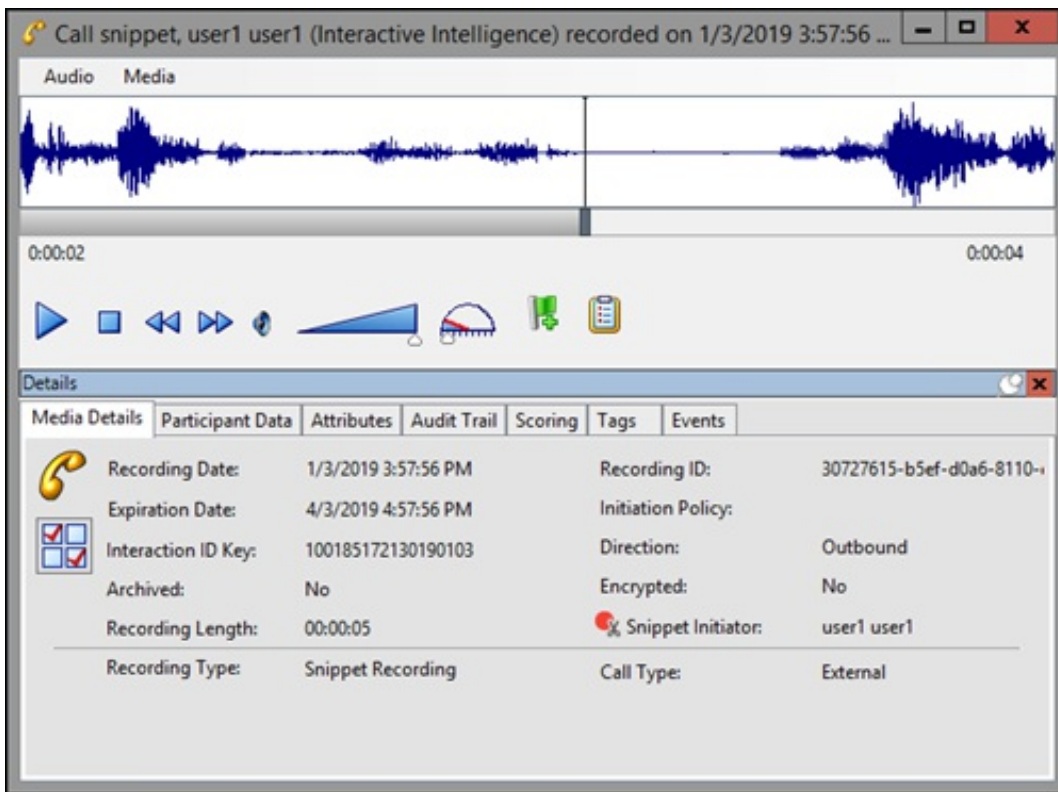 Call snippet, user1 user1 (Interactive Intelligence) recorded on 1/3/2019 3:57:56 ...
Audio Media
0:00:02 0:00:04
Details
Media Details Participant Data Attributes Audit Trail Scoring Tags Events
Recording Date: 1/3/2019 3:57:56 PM Recording ID: 30727615-b5ef-d0a6-8110-
Expiration Date: 4/3/2019 4:57:56 PM Initiation Policy:
Interaction ID Key: 100185172130190103 Direction: Outbound
Archived: No Encrypted: No
Recording Length: 00:00:05 Snippet Initiator: user1 user1
Recording Type: Snippet Recording Call Type: External